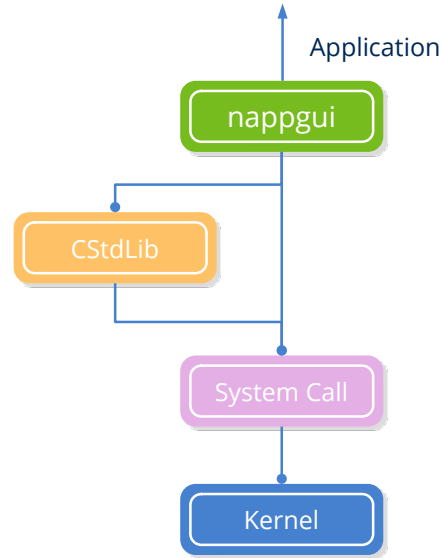 Application
nappgui
CStdLib
System Call
Kernel